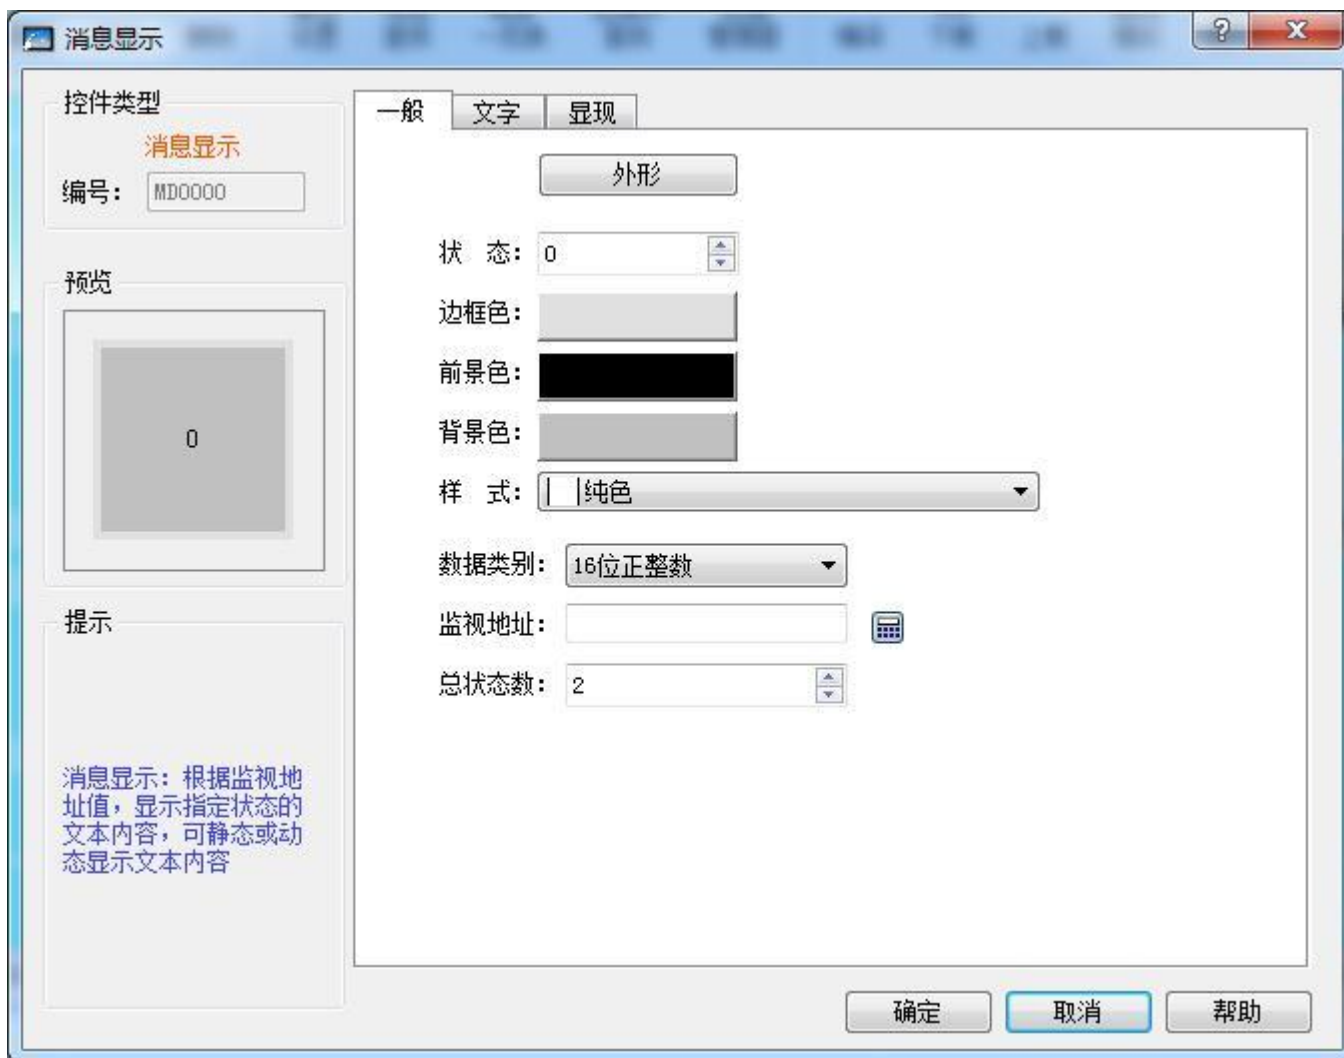 消息显示
控件类型
消息显示
编号： MD0000
预览
0
提示
消息显示：根据监视地
址值，显示指定状态的
文本内容，可静态或动
态显示文本内容
一般 文字 显现
外形
状 态： 0
边框色：
前景色：
背景色：
样 式： 纯色
数据类别： 16位正整数
监视地址：
总状态数： 2
确定 取消 帮助